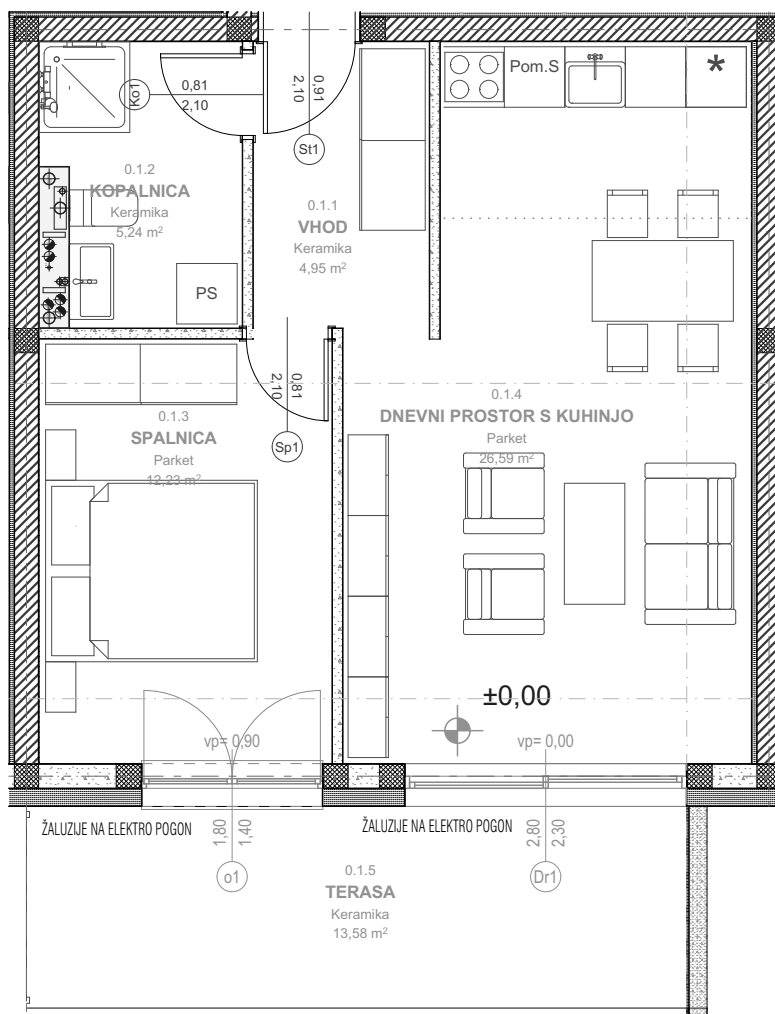 Ko1
0,81
2,10
0,91
2,10
St1
Pom.S
*
0.1.2
KOPALNICA
Keramika
5,24 m²
0.1.1
VHOD
Keramika
4,95 m²
PS
0,81
2,10
Sp1
0.1.3
SPALNICA
Parket
12,23 m²
0.1.4
DNEVNI PROSTOR S KUHINJO
Parket
26,59 m²
±0,00
vp= 0,90
vp= 0,00
ŽALUZIJE NA ELEKTRO POGON
1,80
1,40
o1
ŽALUZIJE NA ELEKTRO POGON
2,80
2,30
Dr1
0.1.5
TERASA
Keramika
13,58 m²